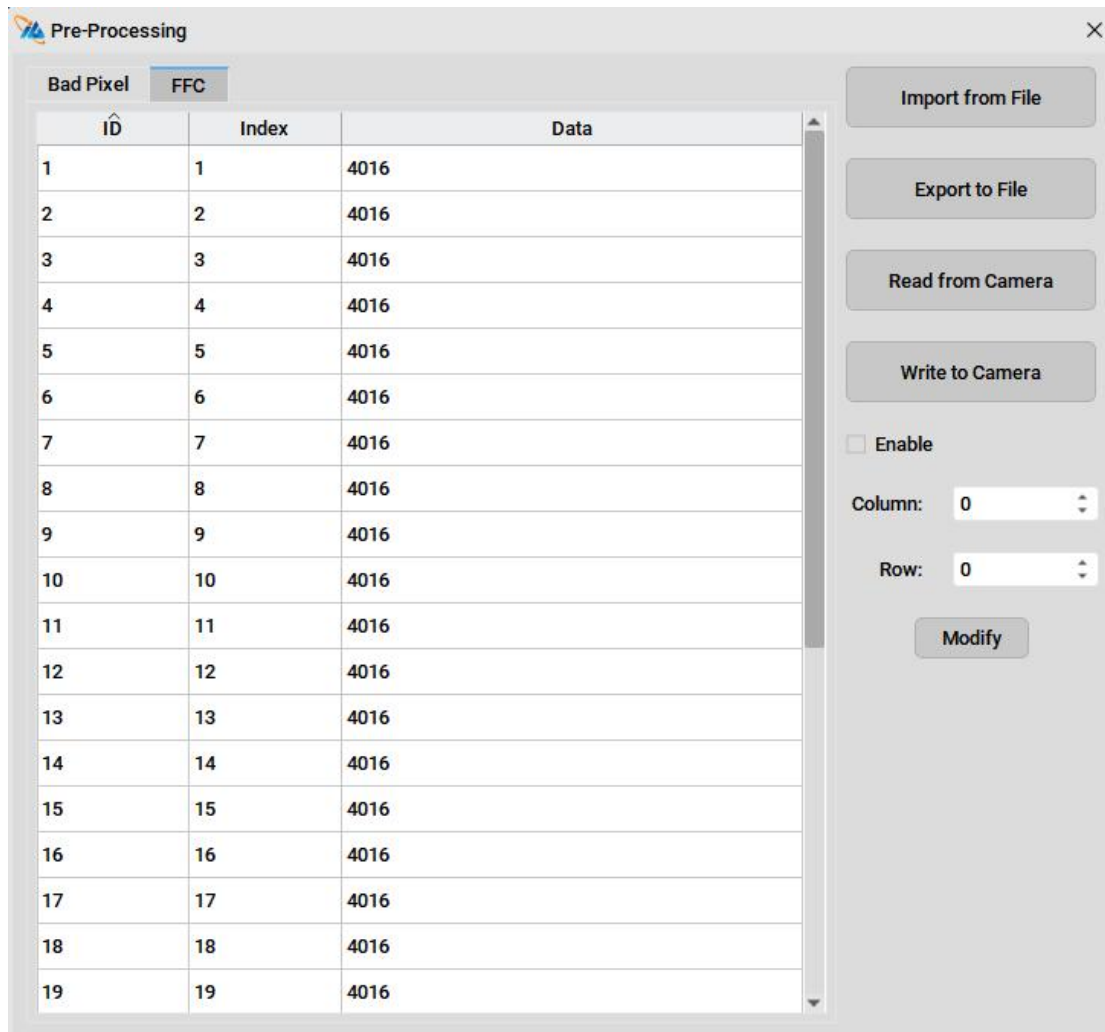 Pre-Processing
Bad Pixel FFC
ID Index Data
1 1 4016
2 2 4016
3 3 4016
4 4 4016
5 5 4016
6 6 4016
7 7 4016
8 8 4016
9 9 4016
10 10 4016
11 11 4016
12 12 4016
13 13 4016
14 14 4016
15 15 4016
16 16 4016
17 17 4016
18 18 4016
19 19 4016
Import from File
Export to File
Read from Camera
Write to Camera
Enable
Column: 0
Row: 0
Modify